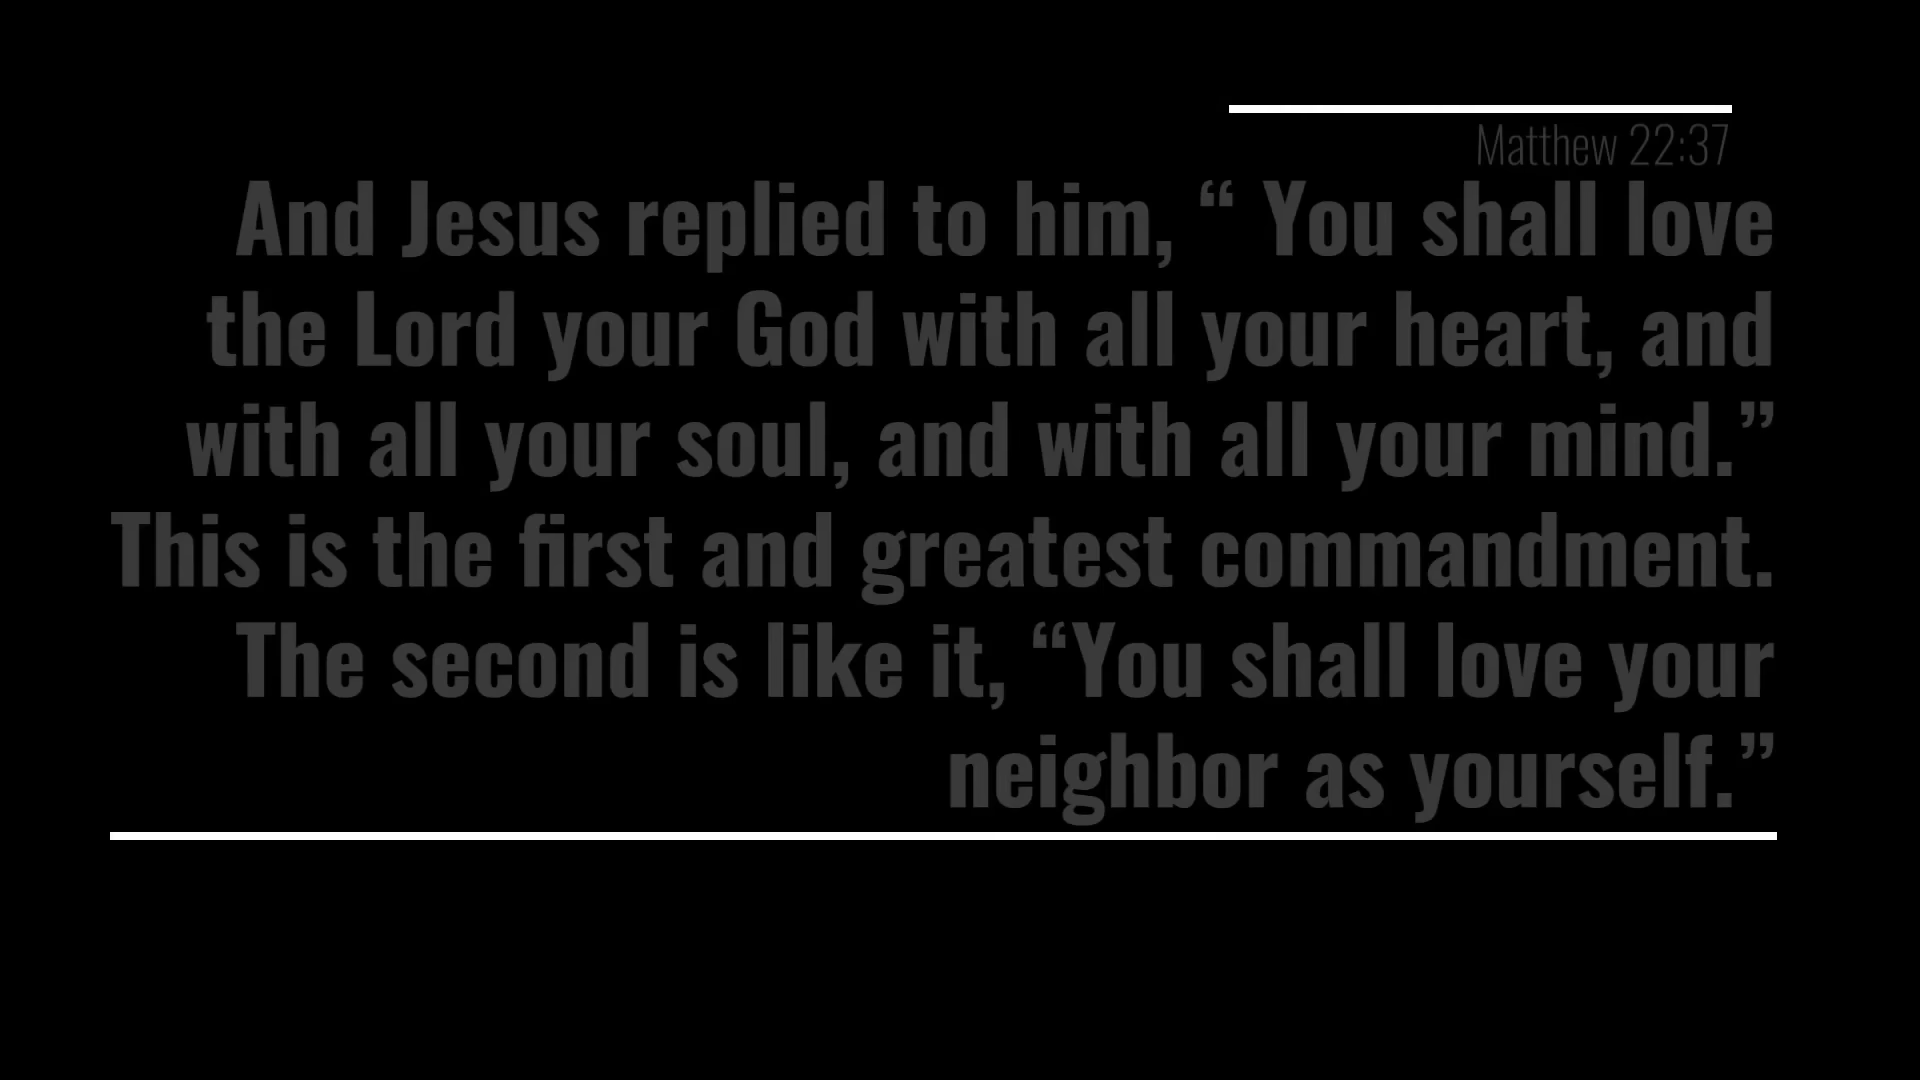 Matthew 22:37
And Jesus replied to him, “ You shall love
the Lord your God with all your heart, and
with all your soul, and with all your mind.”
This is the first and greatest commandment.
The second is like it, “You shall love your
neighbor as yourself.”